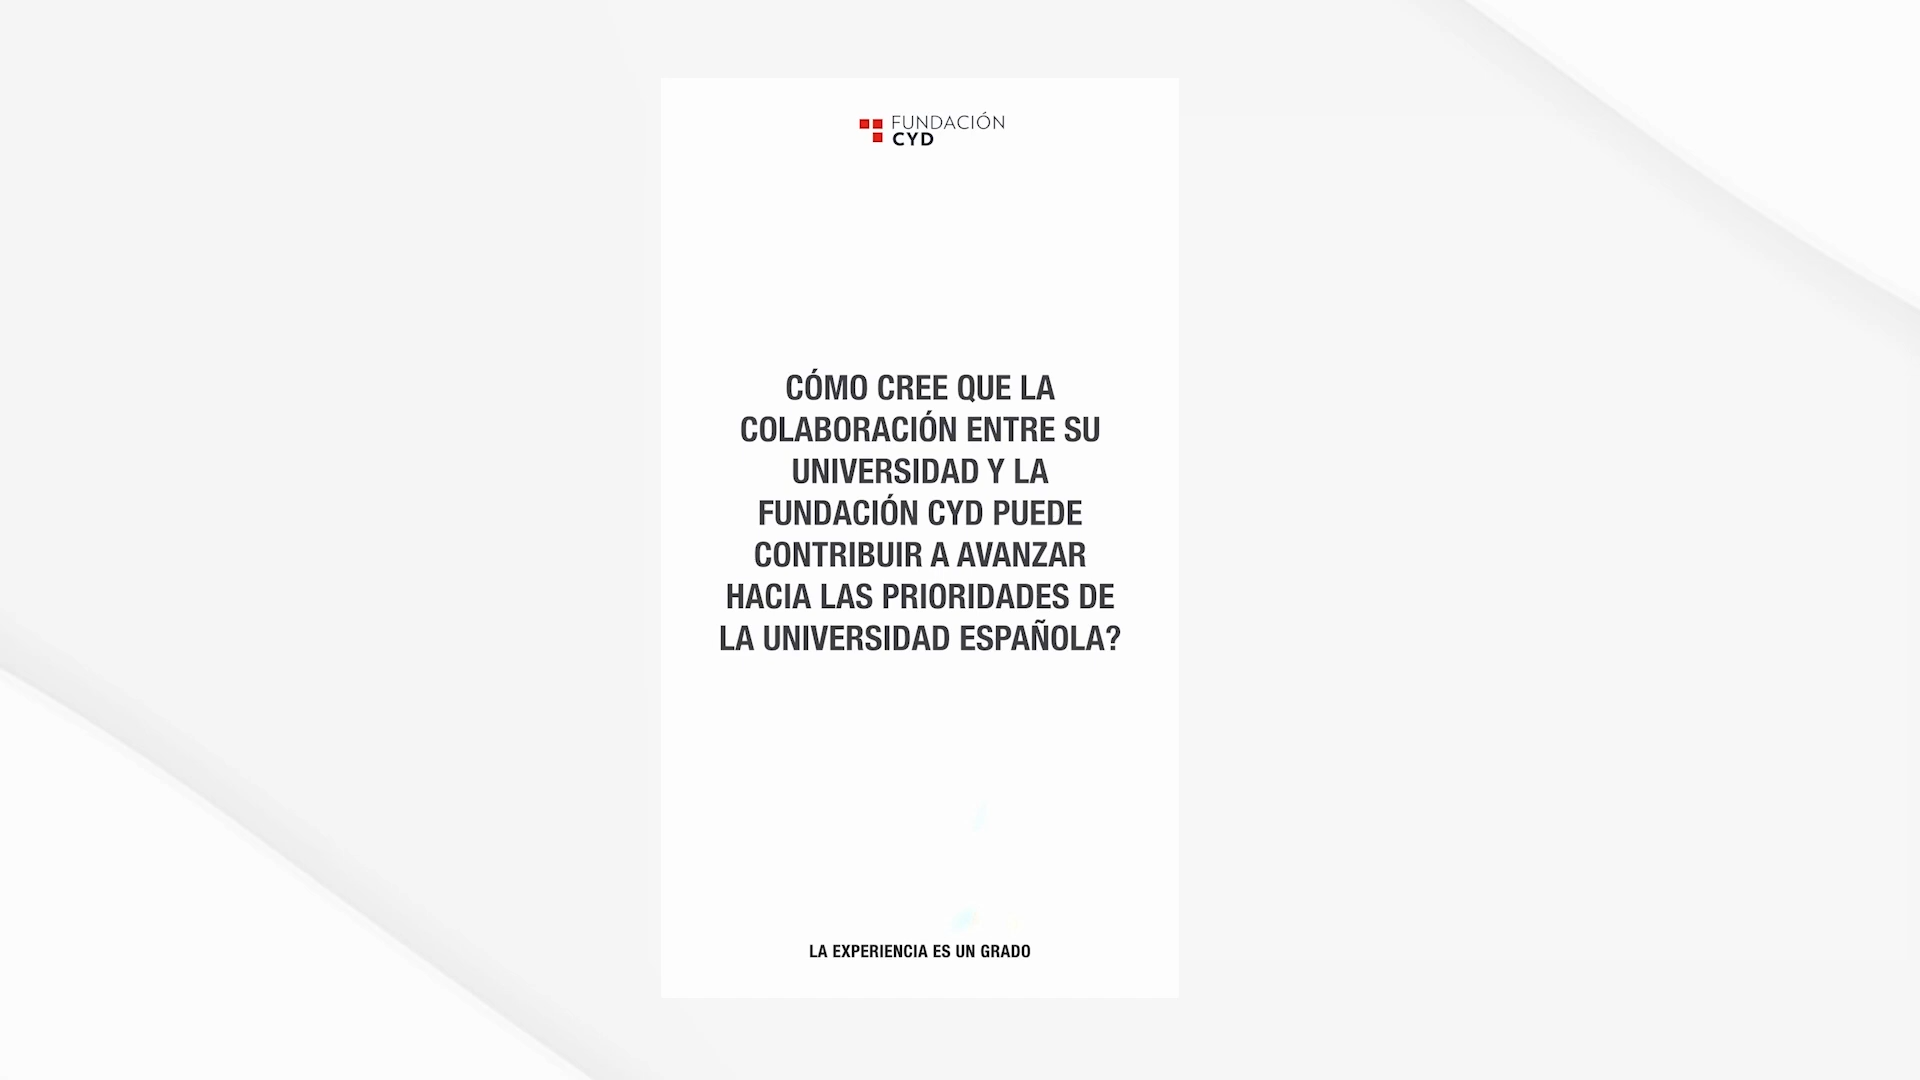 FUNDACIÓN
CYD
CÓMO CREE QUE LA
COLABORACIÓN ENTRE SU
UNIVERSIDAD Y LA
FUNDACIÓN CYD PUEDE
CONTRIBUIR A AVANZAR
HACIA LAS PRIORIDADES DE
LA UNIVERSIDAD ESPAÑOLA?
LA EXPERIENCIA ES UN GRADO